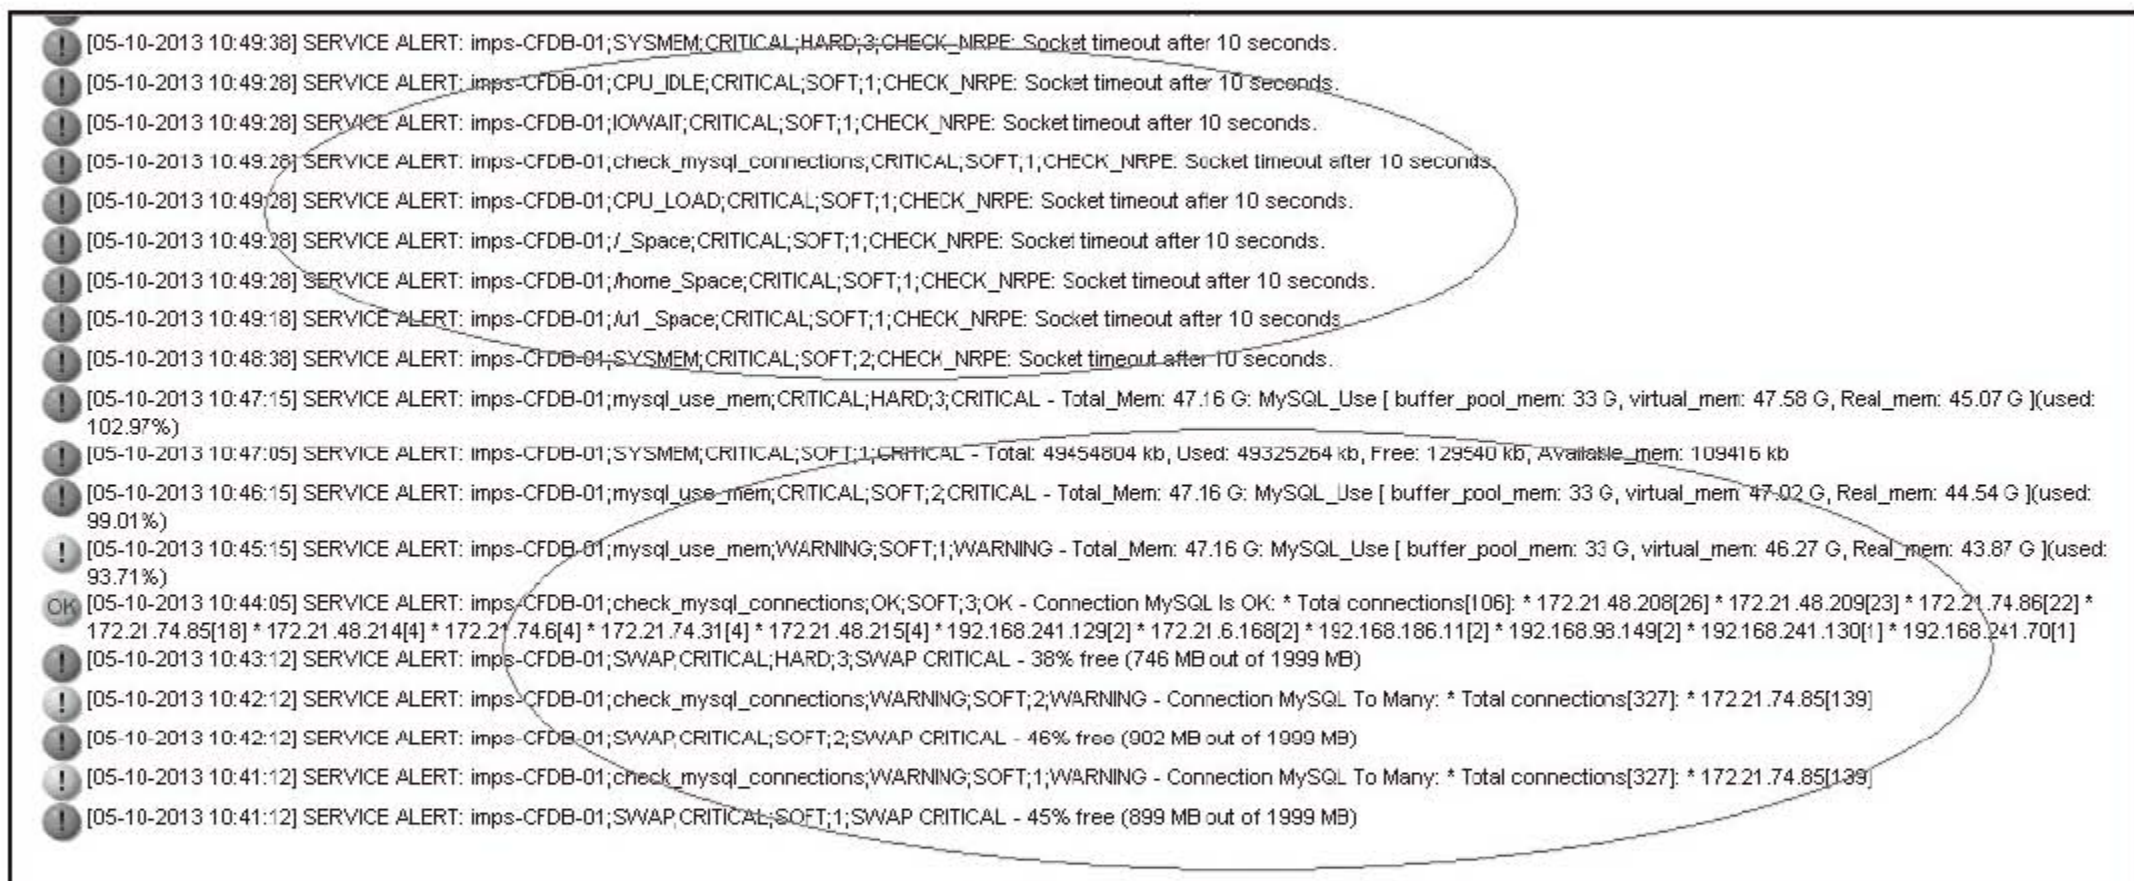 [05-10-2013 10:49:38] SERVICE ALERT: imps-CFDB-01;SYSMEM;CRITICAL;HARD;3;CHECK_NRPE: Socket timeout after 10 seconds.
[05-10-2013 10:49:28] SERVICE ALERT: imps-CFDB-01;CPU_IDLE;CRITICAL;SOFT;1;CHECK_NRPE: Socket timeout after 10 seconds.
[05-10-2013 10:49:28] SERVICE ALERT: imps-CFDB-01;IOWAIT;CRITICAL;SOFT;1;CHECK_NRPE: Socket timeout after 10 seconds.
[05-10-2013 10:49:28] SERVICE ALERT: imps-CFDB-01;check_mysql_connections;CRITICAL;SOFT;1;CHECK_NRPE: Socket timeout after 10 seconds.
[05-10-2013 10:49:28] SERVICE ALERT: imps-CFDB-01;CPU_LOAD;CRITICAL;SOFT;1;CHECK_NRPE: Socket timeout after 10 seconds.
[05-10-2013 10:49:28] SERVICE ALERT: imps-CFDB-01;/_Space;CRITICAL;SOFT;1;CHECK_NRPE: Socket timeout after 10 seconds.
[05-10-2013 10:49:28] SERVICE ALERT: imps-CFDB-01;/home_Space;CRITICAL;SOFT;1;CHECK_NRPE: Socket timeout after 10 seconds.
[05-10-2013 10:49:18] SERVICE ALERT: imps-CFDB-01;/u1_Space;CRITICAL;SOFT;1;CHECK_NRPE: Socket timeout after 10 seconds
[05-10-2013 10:48:38] SERVICE ALERT: imps-CFDB-01;SYSMEM;CRITICAL;SOFT;2;CHECK_NRPE: Socket timeout after 10 seconds.
[05-10-2013 10:47:15] SERVICE ALERT: imps-CFDB-01;mysql_use_mem;CRITICAL;HARD;3;CRITICAL - Total_Mem: 47.16 G: MySQL_Use [ buffer_pool_mem: 33 G, virtual_mem: 47.58 G, Real_mem: 45.07 G ](used:
102.97%)
[05-10-2013 10:47:05] SERVICE ALERT: imps-CFDB-01;SYSMEM;CRITICAL;SOFT;1;CRITICAL - Total: 49454804 kb, Used: 49325264 kb, Free: 129540 kb, Available_mem: 109416 kb
[05-10-2013 10:46:15] SERVICE ALERT: imps-CFDB-01;mysql_use_mem;CRITICAL;SOFT;2;CRITICAL - Total_Mem: 47.16 G: MySQL_Use [ buffer_pool_mem: 33 G, virtual_mem: 47.02 G, Real_mem: 44.54 G ](used:
99.01%)
[05-10-2013 10:45:15] SERVICE ALERT: imps-CFDB-01;mysql_use_mem;WARNING;SOFT;1;WARNING - Total_Mem: 47.16 G: MySQL_Use [ buffer_pool_mem: 33 G, virtual_mem: 46.27 G, Real_mem: 43.87 G ](used:
93.71%)
OK [05-10-2013 10:44:05] SERVICE ALERT: imps-CFDB-01;check_mysql_connections;OK;SOFT;3;OK - Connection MySQL Is OK: * Total connections[106]: * 172.21.48.208[26] * 172.21.48.209[23] * 172.21.74.86[22] *
172.21.74.85[18] * 172.21.48.214[4] * 172.21.74.6[4] * 172.21.74.31[4] * 172.21.48.215[4] * 192.168.241.129[2] * 172.21.6.168[2] * 192.168.186.11[2] * 192.168.98.149[2] * 192.168.241.130[1] * 192.168.241.70[1]
[05-10-2013 10:43:12] SERVICE ALERT: imps-CFDB-01;SWAP;CRITICAL;HARD;3;SWAP CRITICAL - 38% free (746 MB out of 1999 MB)
[05-10-2013 10:42:12] SERVICE ALERT: imps-CFDB-01;check_mysql_connections;WARNING;SOFT;2;WARNING - Connection MySQL To Many: * Total connections[327]: * 172.21.74.85[139]
[05-10-2013 10:42:12] SERVICE ALERT: imps-CFDB-01;SWAP;CRITICAL;SOFT;2;SWAP CRITICAL - 46% free (902 MB out of 1999 MB)
[05-10-2013 10:41:12] SERVICE ALERT: imps-CFDB-01;check_mysql_connections;WARNING;SOFT;1;WARNING - Connection MySQL To Many: * Total connections[327]: * 172.21.74.85[139]
[05-10-2013 10:41:12] SERVICE ALERT: imps-CFDB-01;SWAP;CRITICAL;SOFT;1;SWAP CRITICAL - 45% free (899 MB out of 1999 MB)